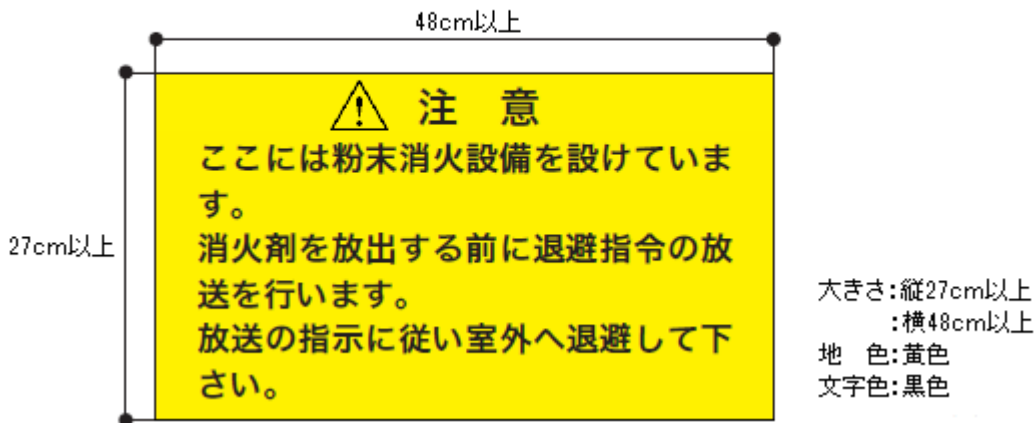 48cm以上
注　意
ここには粉末消火設備を設けていま
す。
消火剤を放出する前に退避指令の放
送を行います。
放送の指示に従い室外へ退避して下
さい。
27cm以上
大きさ:縦27cm以上
:横48cm以上
地　色:黄色
文字色:黒色